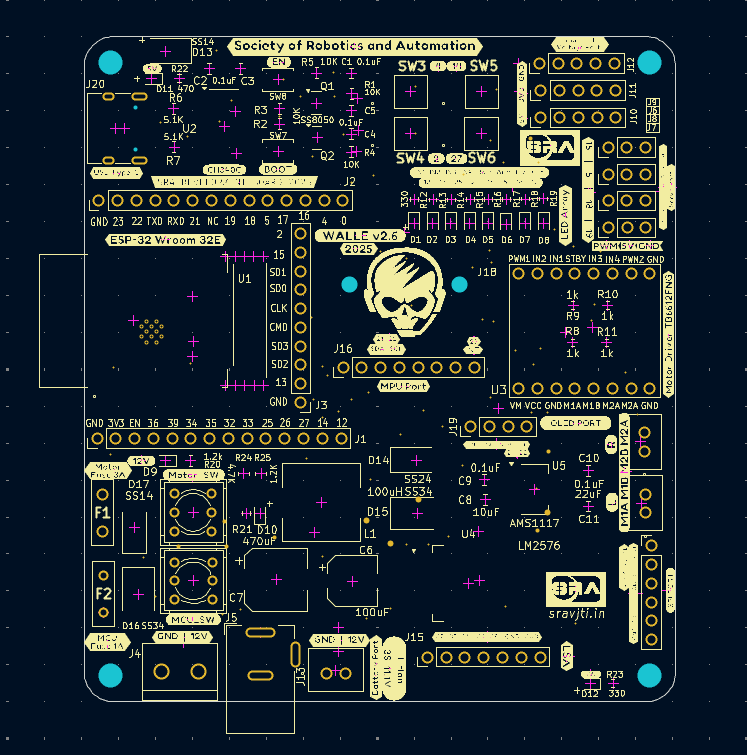 Society of Robotics and Automation
SS14
D13
5V
R22
D11
470
C2
0.1uF
C3
EN
R5
10K
C1
0.1uF
SW8
Q1
R1
10K
SW3
SW5
J12
J11
J10
J20
R6
5.1K
U2
5.1K
R7
R3
R2
10K
SS8050
SW7
Q2
C5
0.1uF
C4
R4
10K
SW4
SW6
SRA
J9
J6
J8
J7
USB Type C
CH340C
BOOT
J2
330
R12
R13
R14
R15
R16
R17
R18
R19
LED Array
D1
D2
D3
D4
D5
D6
D7
D8
GND 23 22 TXO RXD 21 NC 19 18 5 17 16 4 0
ESP-32 Wroom 32E
WALLE v2.6
2025
PWM|5V|GND
U1
2
15
SD1
SD0
CLK
CMD
SD3
SD2
13
GND
J3
J18
PWM1 IN2 IN1 STBY IN3 IN4 PWN2 GND
1k
R10
R9
1k
R8
R11
1k
1k
Motor Driver TB6612FNG
J16
MPU Port
U3
VM VCC GND M1A M1B M2B M2A GND
GND 3V3 EN 36 39 34 35 32 33 25 26 27 14 12
J1
J19
OLED PORT
R
L
M1A M1B M2B M2A
Motor
Fuse 3A
12V
D9
1.2k
R20
R24
R25
4.7K
1.2K
D14
SS24
100uH
SS34
D15
0.1uF
C9
C8
10uF
U5
AMS1117
LM2576
C10
0.1uF
22uF
C11
D17
SS14
Motor SW
F1
R21
D10
470uF
L1
C6
U4
F2
C7
100uF
SRA
sravjti.in
D16
SS34
MCU SW
J5
MCU
Fuse 1A
GND | 12V
J4
GND | 12V
J13
Battery Port
J15
LSA
R23
D12
330